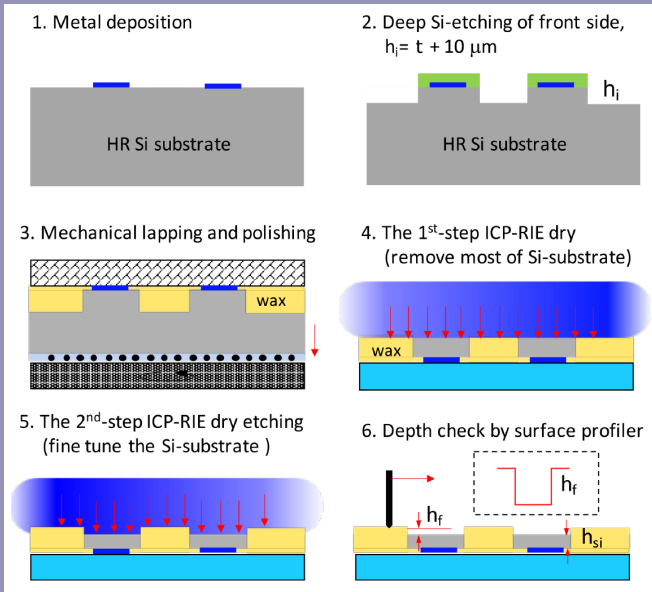 1. Metal deposition
HR Si substrate
2. Deep Si-etching of front side,
hᵢ= t + 10 μm
hᵢ
HR Si substrate
3. Mechanical lapping and polishing
wax
4. The 1ˢᵗ-step ICP-RIE dry
(remove most of Si-substrate)
wax
5. The 2ⁿᵈ-step ICP-RIE dry etching
(fine tune the Si-substrate )
6. Depth check by surface profiler
h_f
h_f
h_si